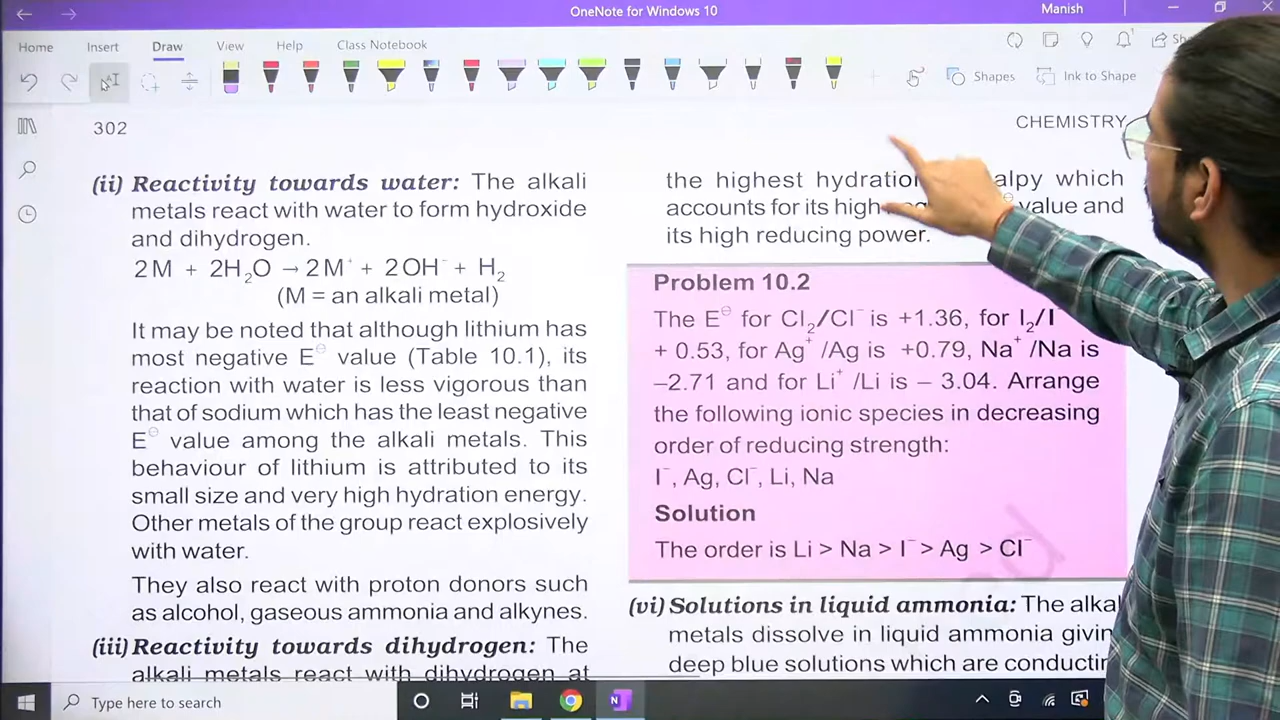 OneNote for Windows 10
Manish
Home Insert Draw View Help Class Notebook
Shapes Ink to Shape
302
CHEMISTRY
(ii) Reactivity towards water: The alkali
metals react with water to form hydroxide
and dihydrogen.
2M + 2H₂O → 2M⁺ + 2OH⁻ + H₂
(M = an alkali metal)
It may be noted that although lithium has
most negative E⊖ value (Table 10.1), its
reaction with water is less vigorous than
that of sodium which has the least negative
E⊖ value among the alkali metals. This
behaviour of lithium is attributed to its
small size and very high hydration energy.
Other metals of the group react explosively
with water.
They also react with proton donors such
as alcohol, gaseous ammonia and alkynes.
(iii) Reactivity towards dihydrogen: The
alkali metals react with dihydrogen at
the highest hydration which
accounts for its high value and
its high reducing power.
Problem 10.2
The E⊖ for Cl₂/Cl⁻ is +1.36, for I₂/I
+ 0.53, for Ag⁺ /Ag is +0.79, Na⁺ /Na is
–2.71 and for Li⁺ /Li is – 3.04. Arrange
the following ionic species in decreasing
order of reducing strength:
I⁻, Ag, Cl⁻, Li, Na
Solution
The order is Li > Na > I⁻ > Ag > Cl⁻
(vi) Solutions in liquid ammonia: The
metals dissolve in liquid ammonia
deep blue solutions which are
Type here to search